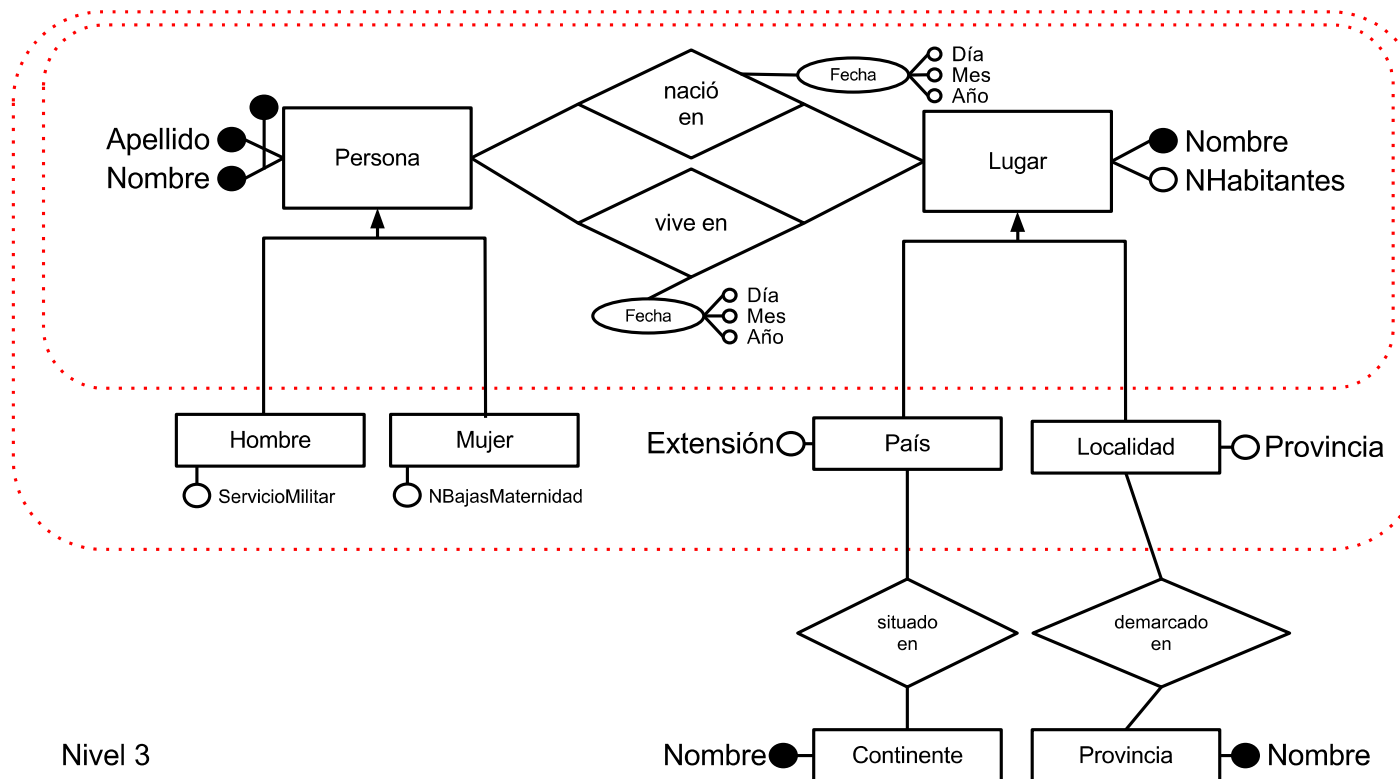 Día
Mes
Año
Fecha
nació
en
Apellido
Nombre
Persona
Lugar
Nombre
NHabitantes
vive en
Fecha
Día
Mes
Año
Hombre
Mujer
Extensión
País
Localidad
Provincia
ServicioMilitar
NBajasMaternidad
situado
en
demarcado
en
Nivel 3
Nombre
Continente
Provincia
Nombre